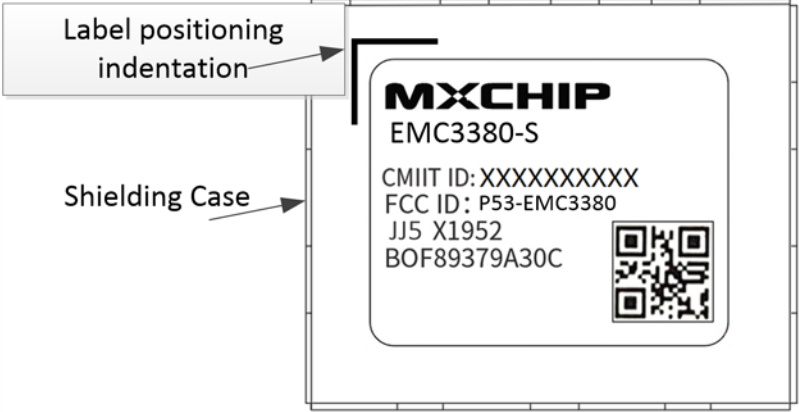 Label positioning
indentation
MXCHIP
EMC3380-S
CMIIT ID: XXXXXXXXXX
FCC ID: P53-EMC3380
JJ5 X1952
BOF89379A30C
Shielding Case